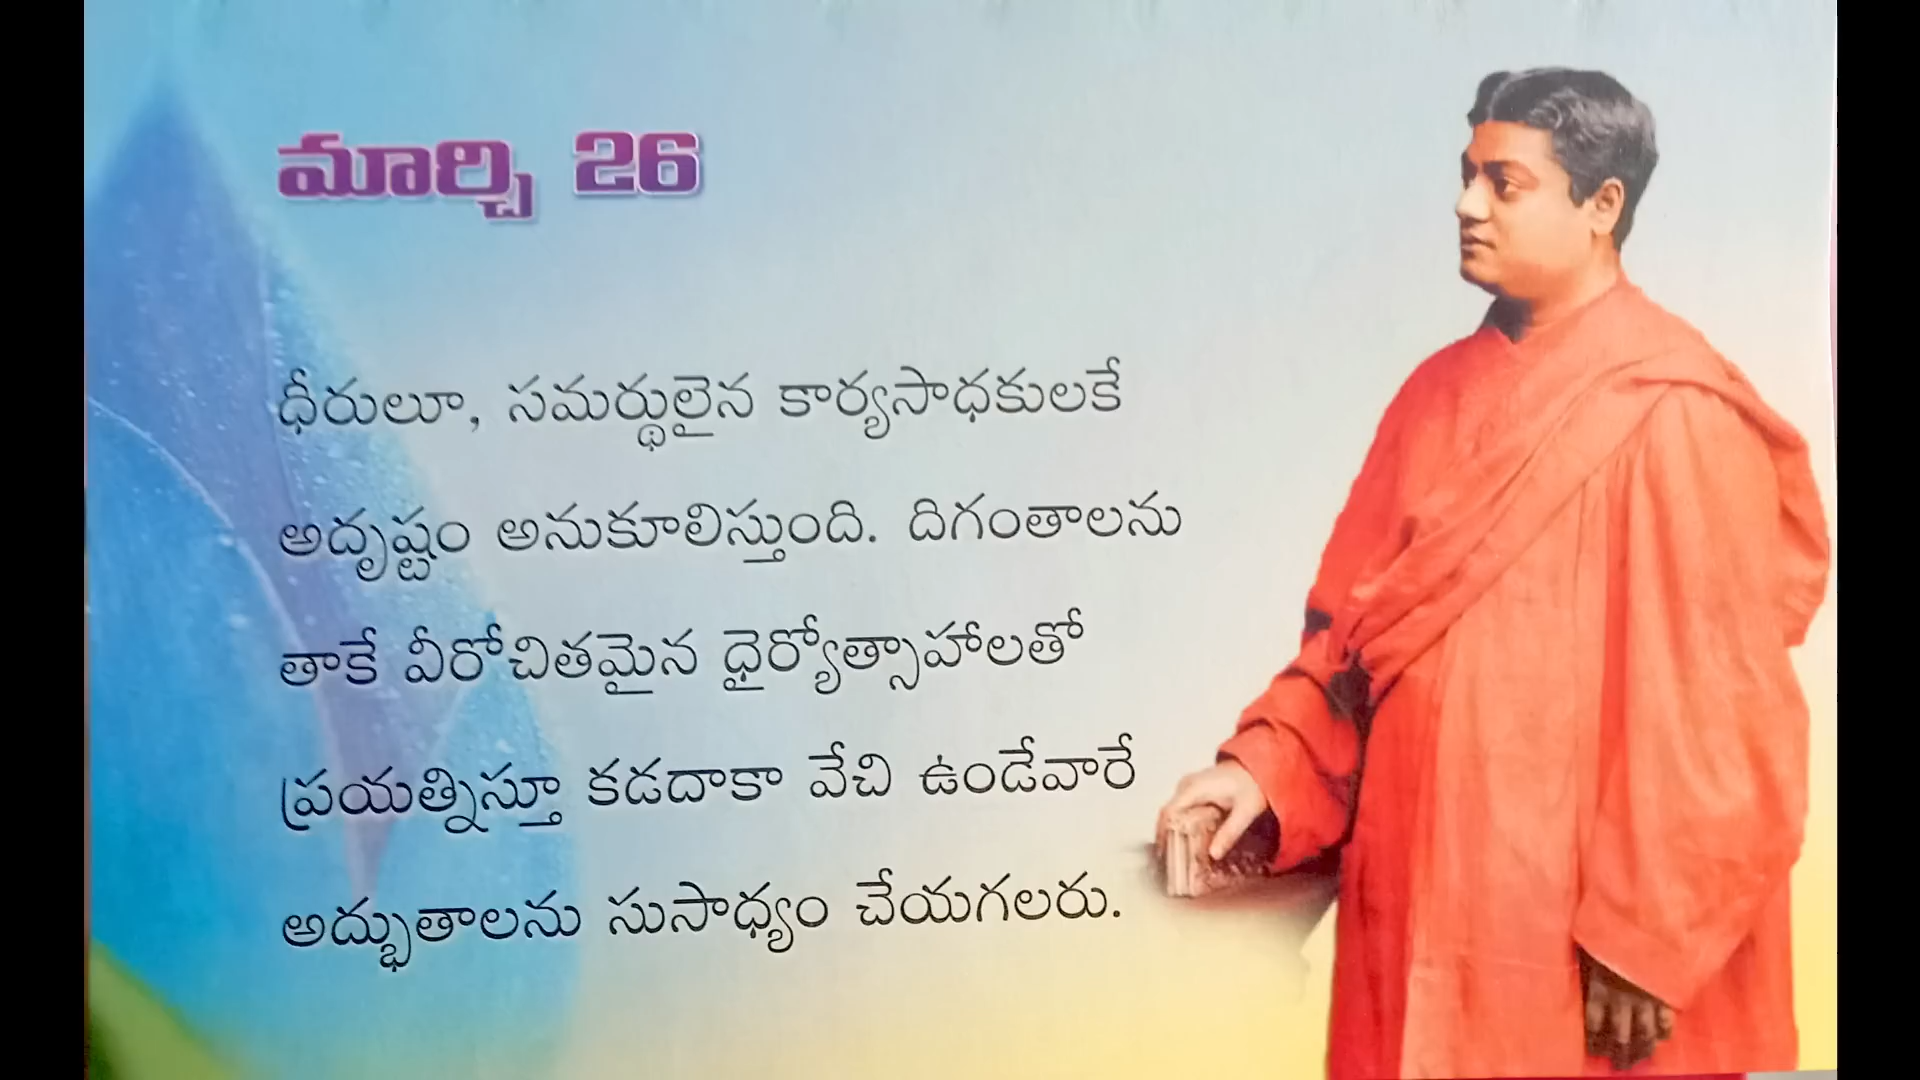 మార్చి 26
ధీరులూ, సమర్థులైన కార్యసాధకులకే
అదృష్టం అనుకూలిస్తుంది. దిగంతాలను
తాకే వీరోచితమైన ధైర్యోత్సాహాలతో
ప్రయత్నిస్తూ కడదాకా వేచి ఉండేవారే
అద్భుతాలను సుసాధ్యం చేయగలరు.